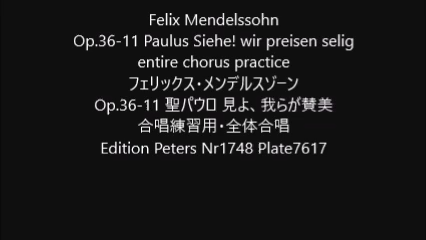 Felix Mendelssohn
Op.36-11 Paulus Siehe! wir preisen selig
entire chorus practice
フェリックス・メンデルスゾーン
Op.36-11 聖パウロ 見よ、我らが賛美
合唱練習用・全体合唱
Edition Peters Nr1748 Plate7617